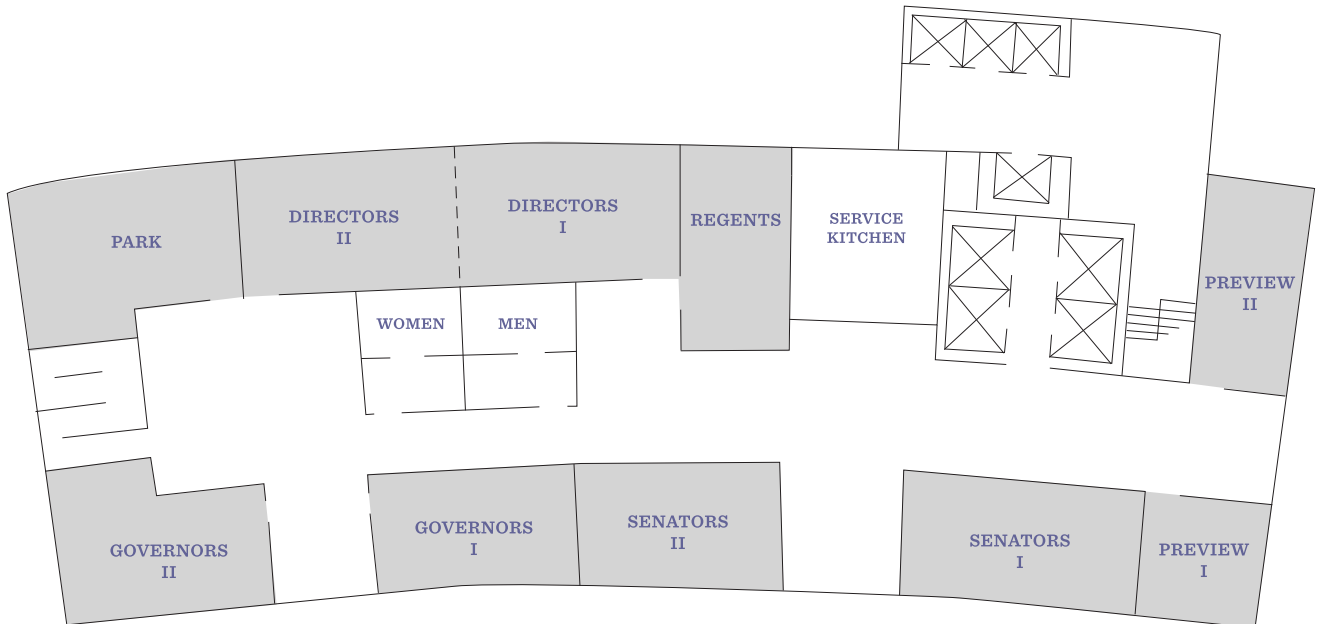 PARK
DIRECTORS
II
DIRECTORS
I
REGENTS
SERVICE
KITCHEN
PREVIEW
II
WOMEN
MEN
GOVERNORS
II
GOVERNORS
I
SENATORS
II
SENATORS
I
PREVIEW
I